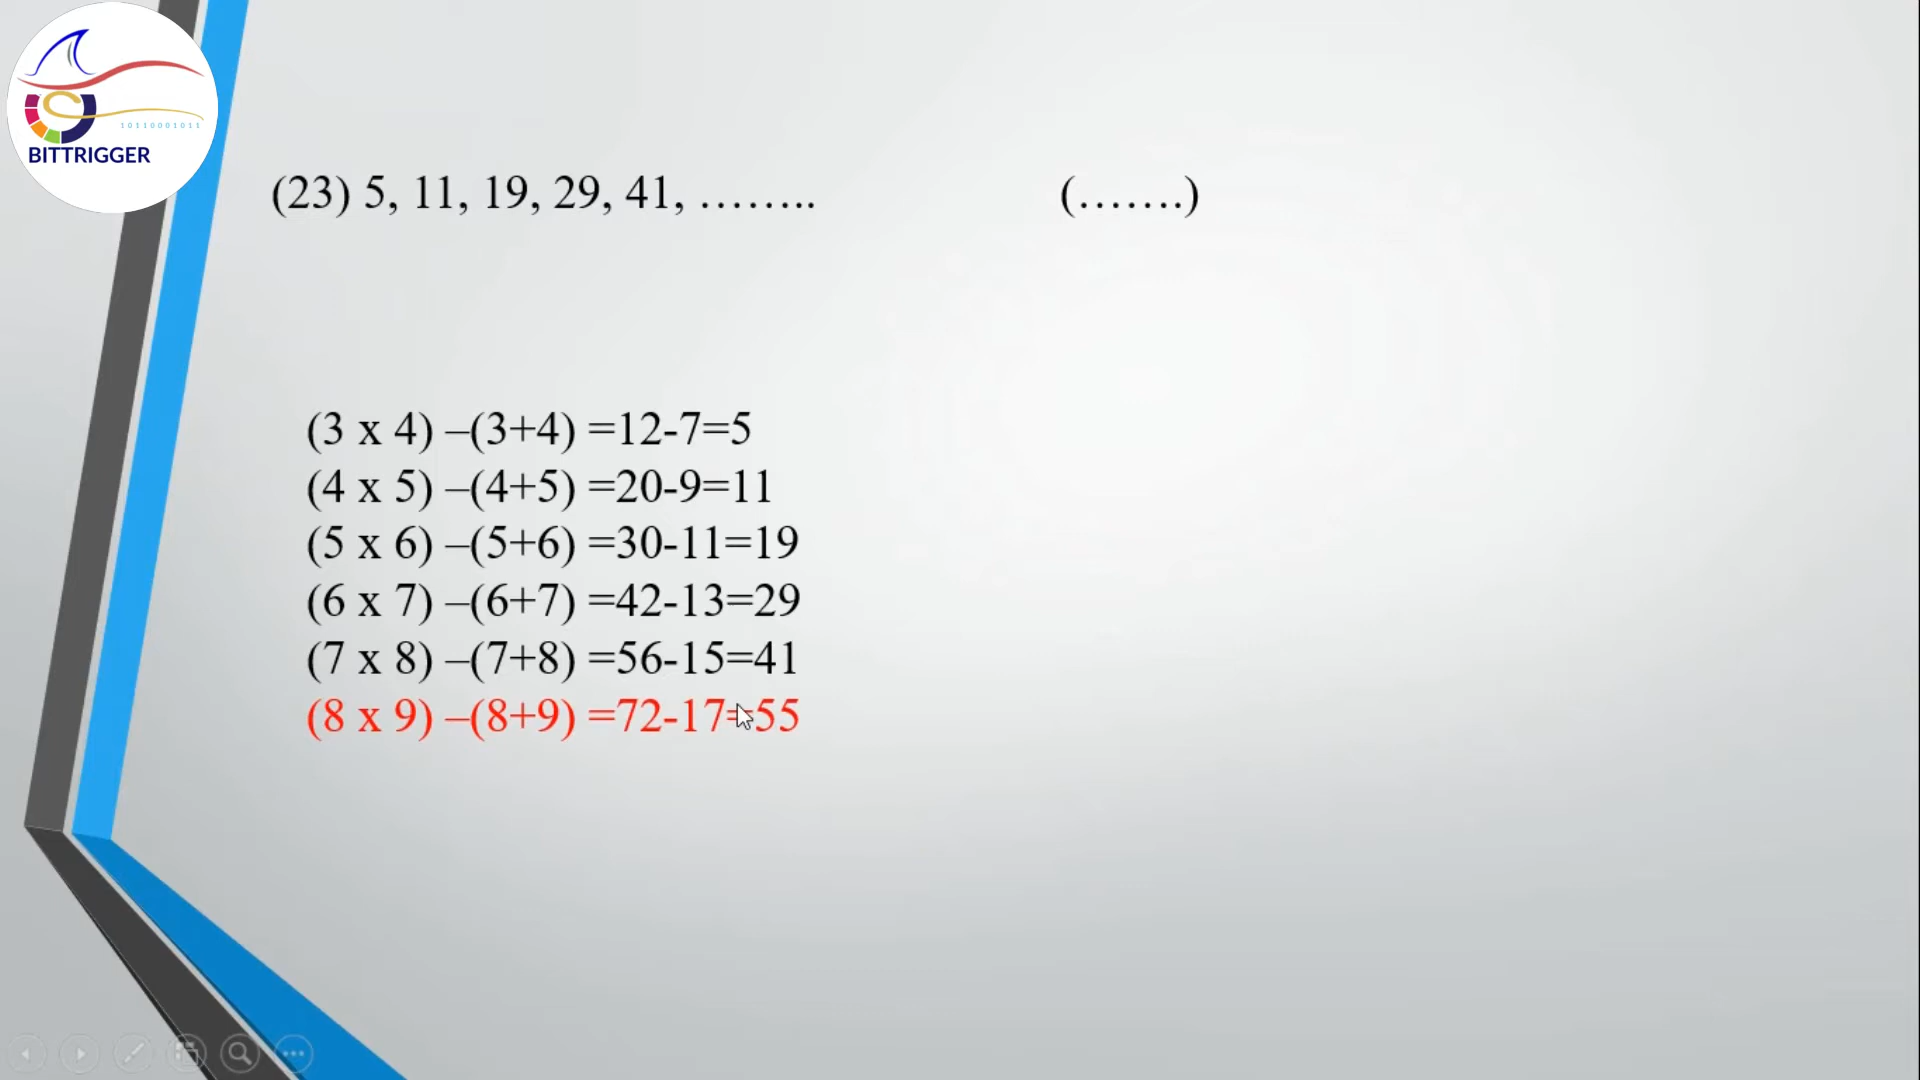 10110001011
BITTRIGGER
(23) 5, 11, 19, 29, 41, …….. (…….)
(3 x 4) –(3+4) =12-7=5
(4 x 5) –(4+5) =20-9=11
(5 x 6) –(5+6) =30-11=19
(6 x 7) –(6+7) =42-13=29
(7 x 8) –(7+8) =56-15=41
(8 x 9) –(8+9) =72-17=55